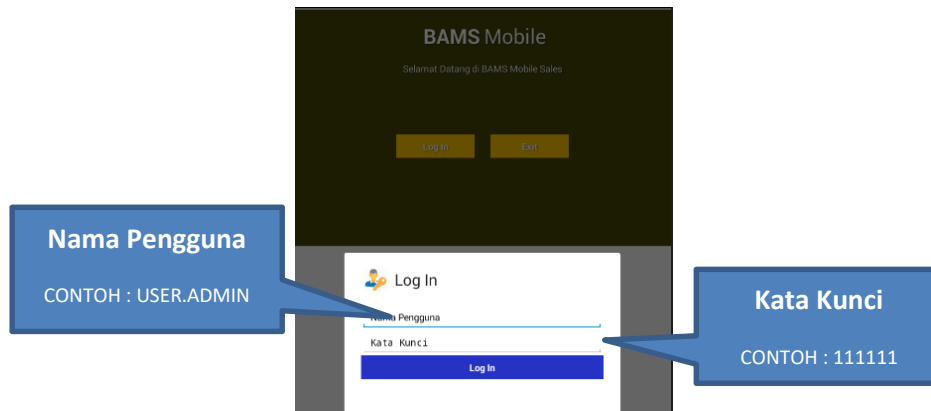 BAMS Mobile
Selamat Datang di BAMS Mobile Sales
Log In
Exit
Nama Pengguna
CONTOH : USER.ADMIN
Log In
Nama Pengguna
Kata Kunci
Log In
Kata Kunci
CONTOH : 111111